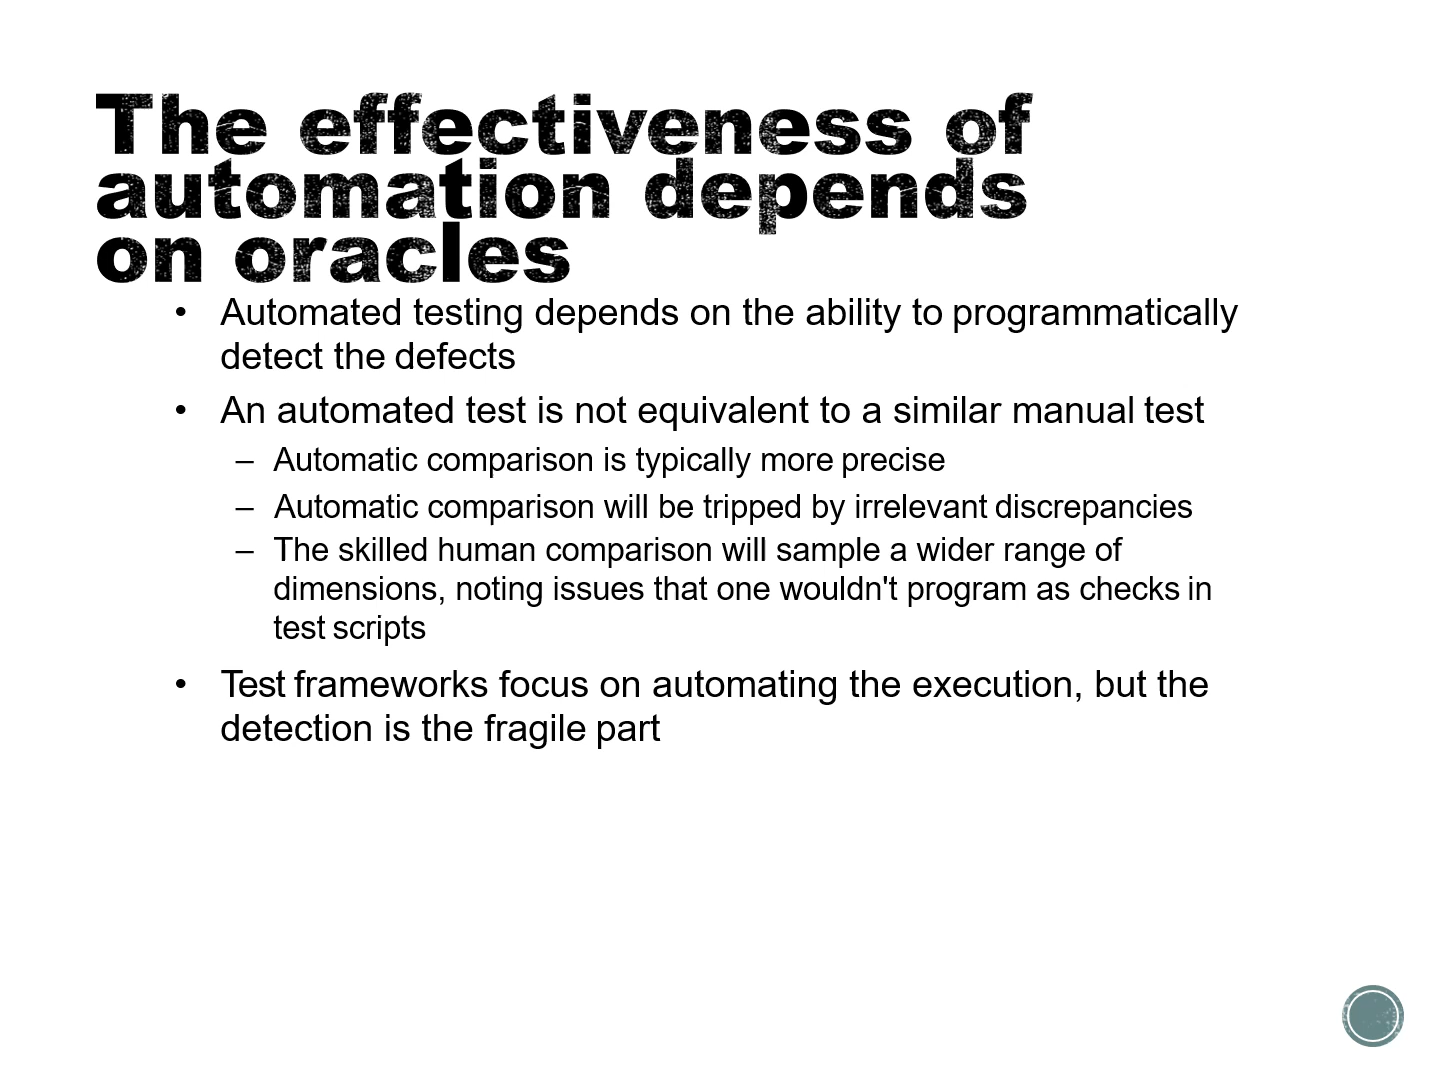 The effectiveness of
automation depends
on oracles
• Automated testing depends on the ability to programmatically
detect the defects
• An automated test is not equivalent to a similar manual test
– Automatic comparison is typically more precise
– Automatic comparison will be tripped by irrelevant discrepancies
– The skilled human comparison will sample a wider range of
dimensions, noting issues that one wouldn't program as checks in
test scripts
• Test frameworks focus on automating the execution, but the
detection is the fragile part